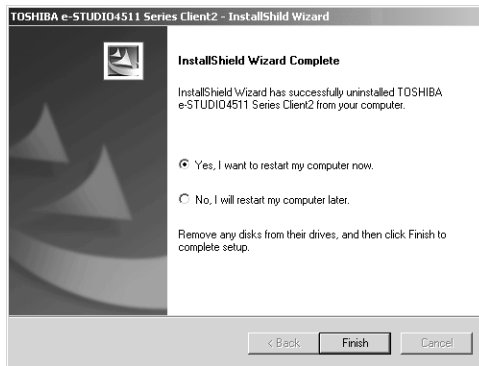 TOSHIBA e-STUDIO4511 Series Client2 - InstallShild Wizard
InstallShield Wizard Complete
InstallShield Wizard has successfully uninstalled TOSHIBA
e-STUDIO4511 Series Client2 from your computer.
Yes, I want to restart my computer now.
No, I will restart my computer later.
Remove any disks from their drives, and then click Finish to
complete setup.
< Back
Finish
Cancel